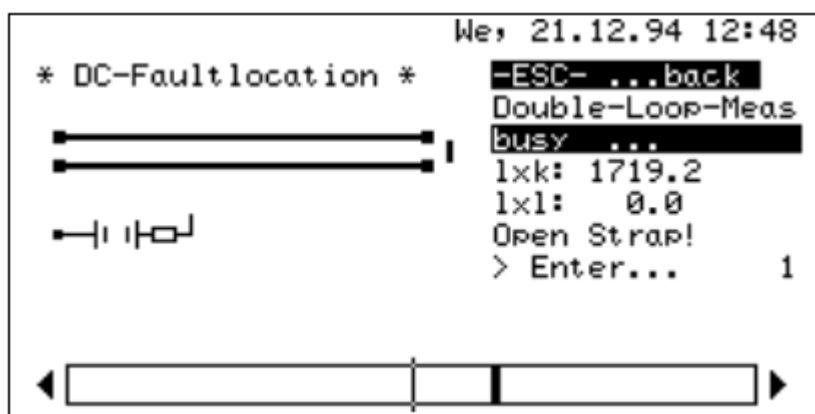 We, 21.12.94 12:48
* DC-Faultlocation *
-ESC- ...back
Double-Loop-Meas
busy ...
lxk: 1719.2
lxl: 0.0
Open Strap!
> Enter... 1